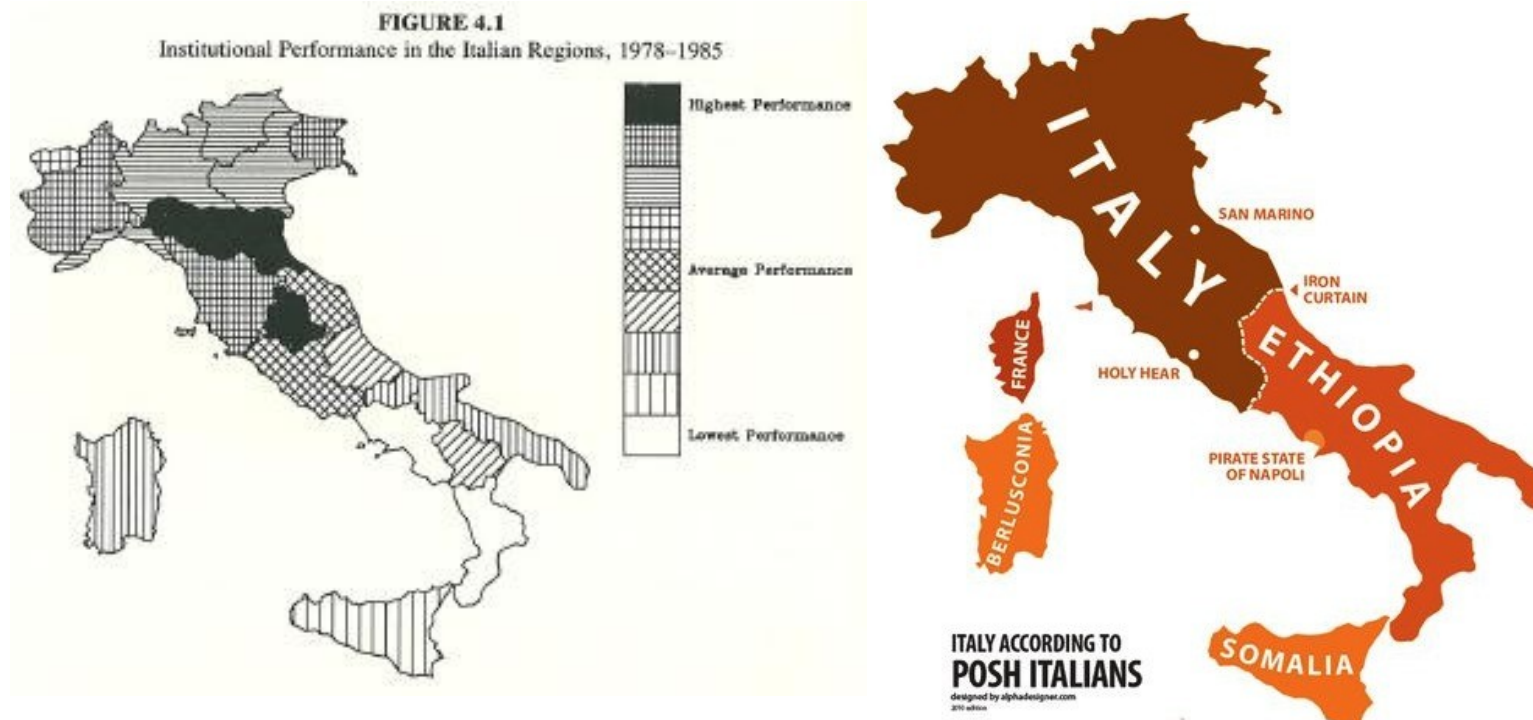 FIGURE 4.1
Institutional Performance in the Italian Regions, 1978–1985
Highest Performance
Average Performance
Lowest Performance
ITALY
SAN MARINO
IRON
CURTAIN
FRANCE
ETHIOPIA
HOLY HEAR
PIRATE STATE
OF NAPOLI
BERLUSCONIA
SOMALIA
ITALY ACCORDING TO
POSH ITALIANS
designed by alphadesigner.com
2010 edition